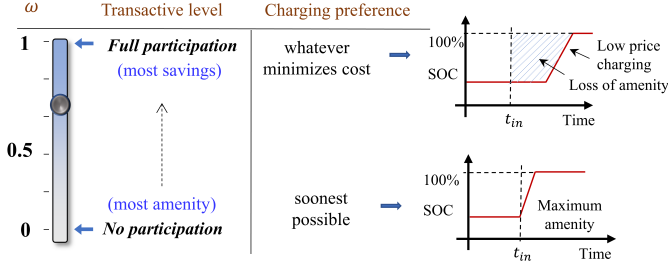 ω Transactive level Charging preference
1
Full participation
(most savings)
0.5
(most amenity)
0
No participation
whatever
minimizes cost
soonest
possible
100%
SOC
Low price
charging
Loss of amenity
t_in
Time
100%
SOC
Maximum
amenity
t_in
Time